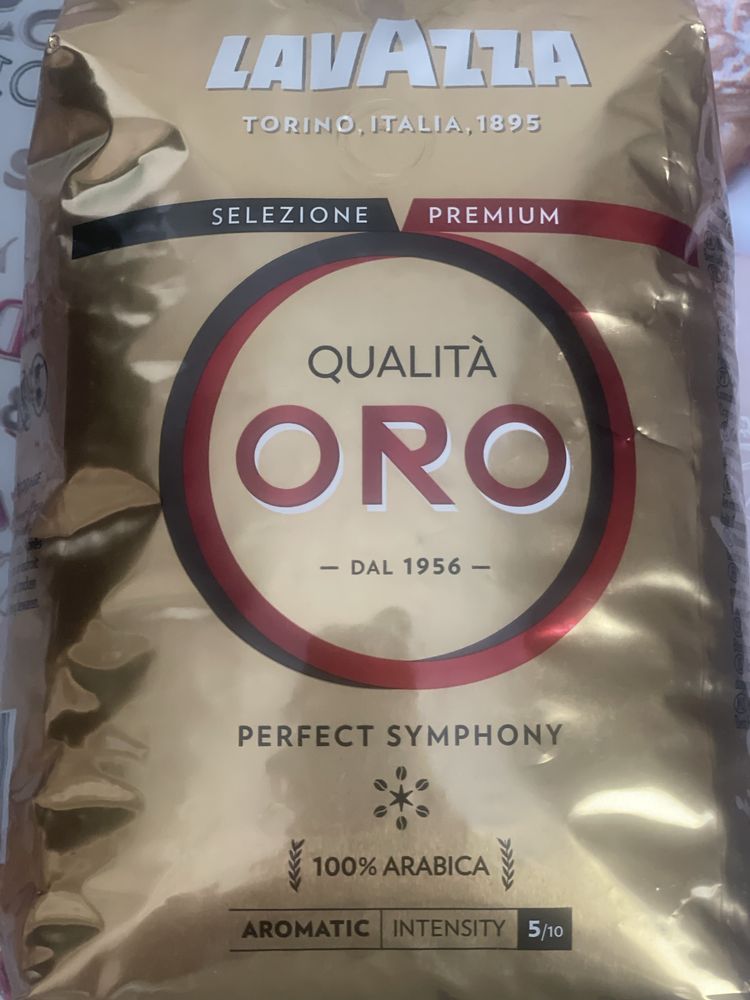 LAVAZZA
TORINO, ITALIA, 1895
SELEZIONE PREMIUM
QUALITÀ
ORO
— DAL 1956 —
PERFECT SYMPHONY
100% ARABICA
AROMATIC INTENSITY 5/10